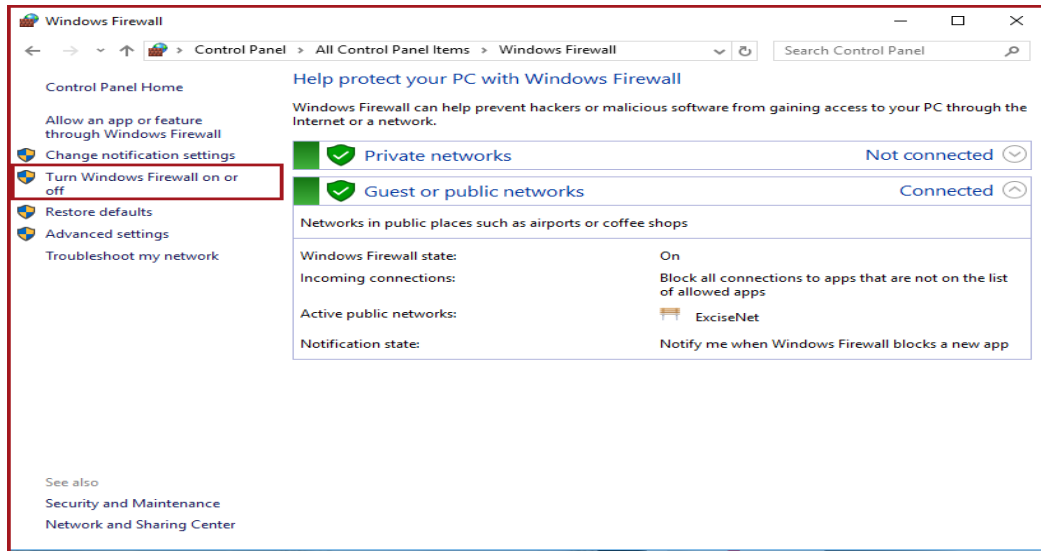 Windows Firewall
Control Panel > All Control Panel Items > Windows Firewall
Search Control Panel
Control Panel Home
Allow an app or feature
through Windows Firewall
Change notification settings
Turn Windows Firewall on or
off
Restore defaults
Advanced settings
Troubleshoot my network
See also
Security and Maintenance
Network and Sharing Center
Help protect your PC with Windows Firewall
Windows Firewall can help prevent hackers or malicious software from gaining access to your PC through the
Internet or a network.
Private networks Not connected
Guest or public networks Connected
Networks in public places such as airports or coffee shops
Windows Firewall state: On
Incoming connections: Block all connections to apps that are not on the list
of allowed apps
Active public networks: ExciseNet
Notification state: Notify me when Windows Firewall blocks a new app